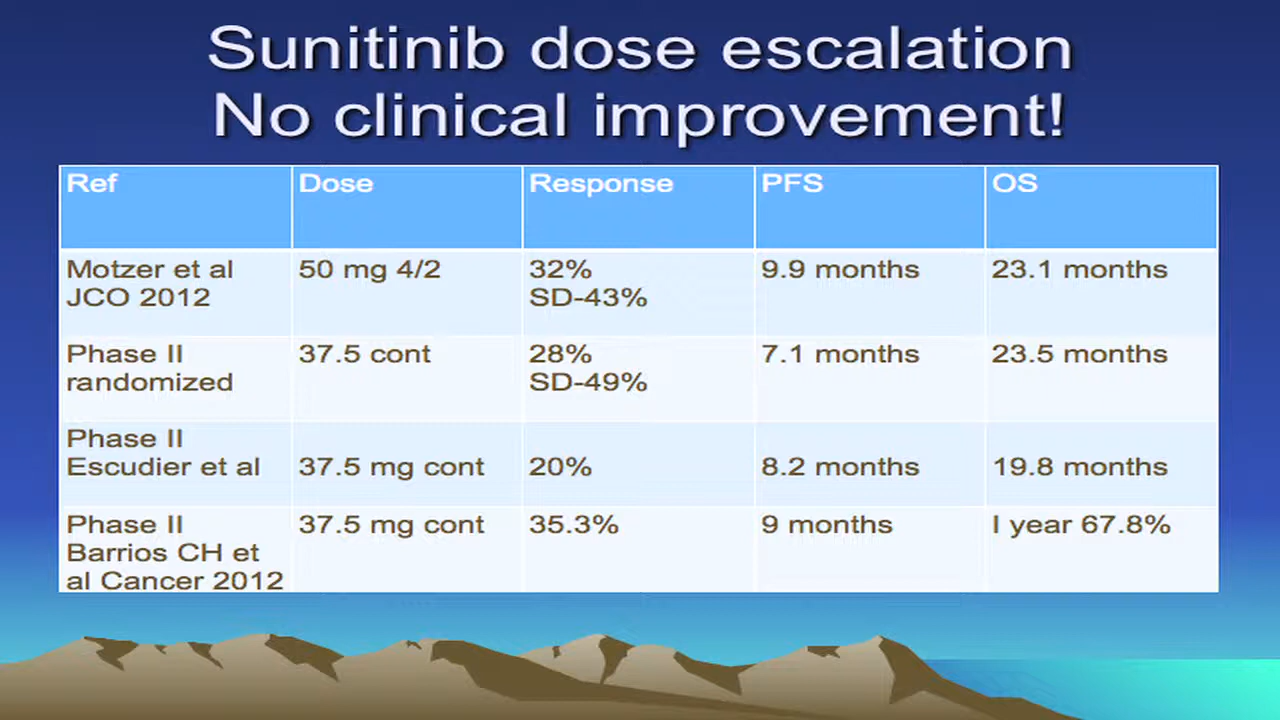 Sunitinib dose escalation
No clinical improvement!
Ref Dose Response PFS OS
Motzer et al 50 mg 4/2 32% 9.9 months 23.1 months
JCO 2012 SD-43%
Phase II 37.5 cont 28% 7.1 months 23.5 months
randomized SD-49%
Phase II
Escudier et al 37.5 mg cont 20% 8.2 months 19.8 months
Phase II 37.5 mg cont 35.3% 9 months I year 67.8%
Barrios CH et
al Cancer 2012